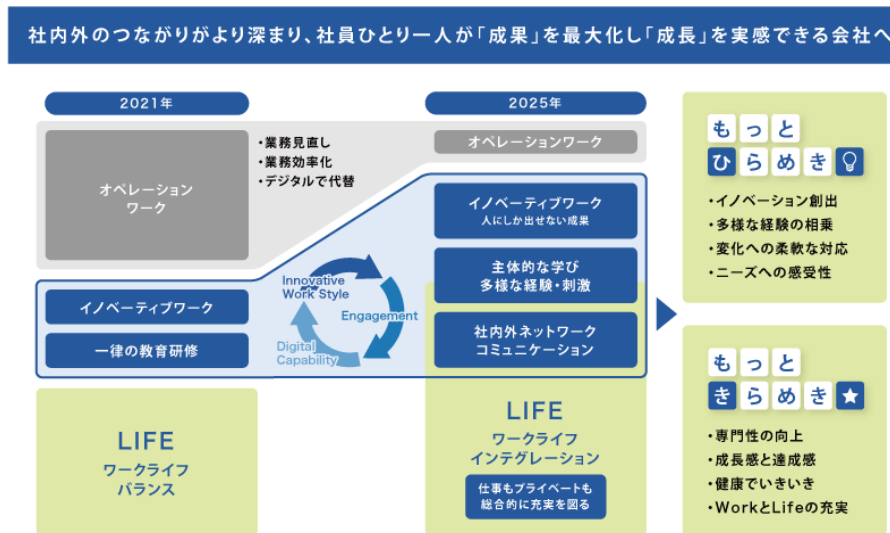 社内外のつながりがより深まり、社員ひとり一人が「成果」を最大化し「成長」を実感できる会社へ
2021年
オペレーション
ワーク
・業務見直し
・業務効率化
・デジタルで代替
イノベーティブワーク
一律の教育研修
Innovative
Work Style
Engagement
Digital
Capability
LIFE
ワークライフ
バランス
2025年
オペレーションワーク
イノベーティブワーク
人にしか出せない成果
主体的な学び
多様な経験・刺激
社内外ネットワーク
コミュニケーション
LIFE
ワークライフ
インテグレーション
仕事もプライベートも
総合的に充実を図る
もっと
ひらめき
・イノベーション創出
・多様な経験の相乗
・変化への柔軟な対応
・ニーズへの感受性
もっと
きらめき
・専門性の向上
・成長感と達成感
・健康でいきいき
・WorkとLifeの充実